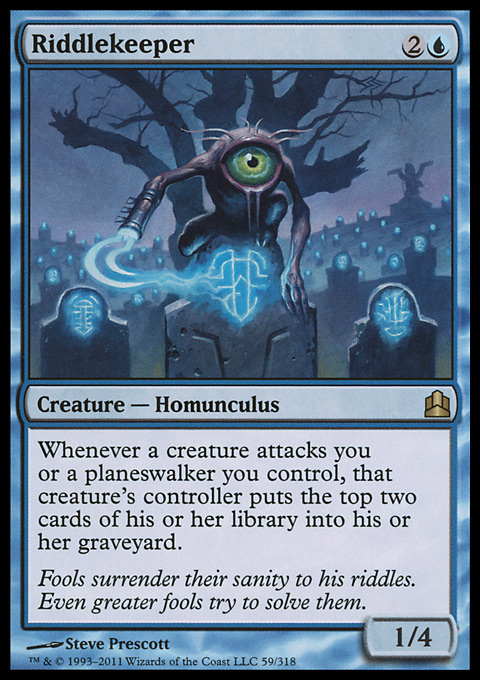 Riddlekeeper 2
Creature — Homunculus
Whenever a creature attacks you
or a planeswalker you control, that
creature's controller puts the top two
cards of his or her library into his or
her graveyard.
Fools surrender their sanity to his riddles.
Even greater fools try to solve them.
Steve Prescott
1/4
™ & © 1993–2011 Wizards of the Coast LLC 59/318